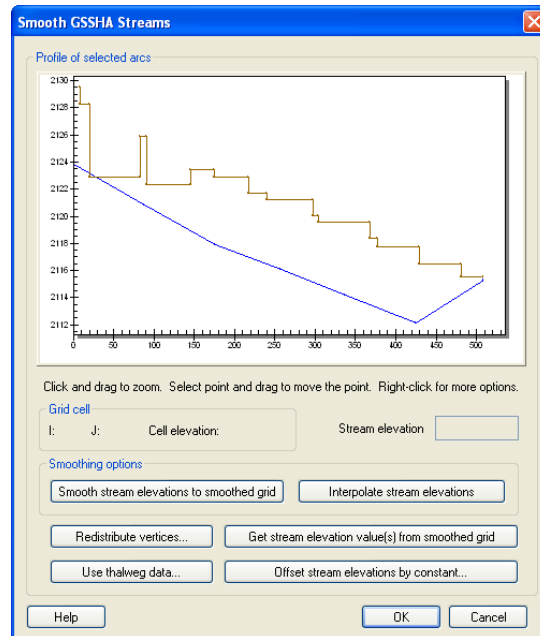 Smooth GSSHA Streams
Profile of selected arcs
2130
2128
2126
2124
2122
2120
2118
2116
2114
2112
0 50 100 150 200 250 300 350 400 450 500
Click and drag to zoom. Select point and drag to move the point. Right-click for more options.
Grid cell
I: J: Cell elevation: Stream elevation
Smoothing options
Smooth stream elevations to smoothed grid Interpolate stream elevations
Redistribute vertices... Get stream elevation value(s) from smoothed grid
Use thalweg data... Offset stream elevations by constant...
Help OK Cancel